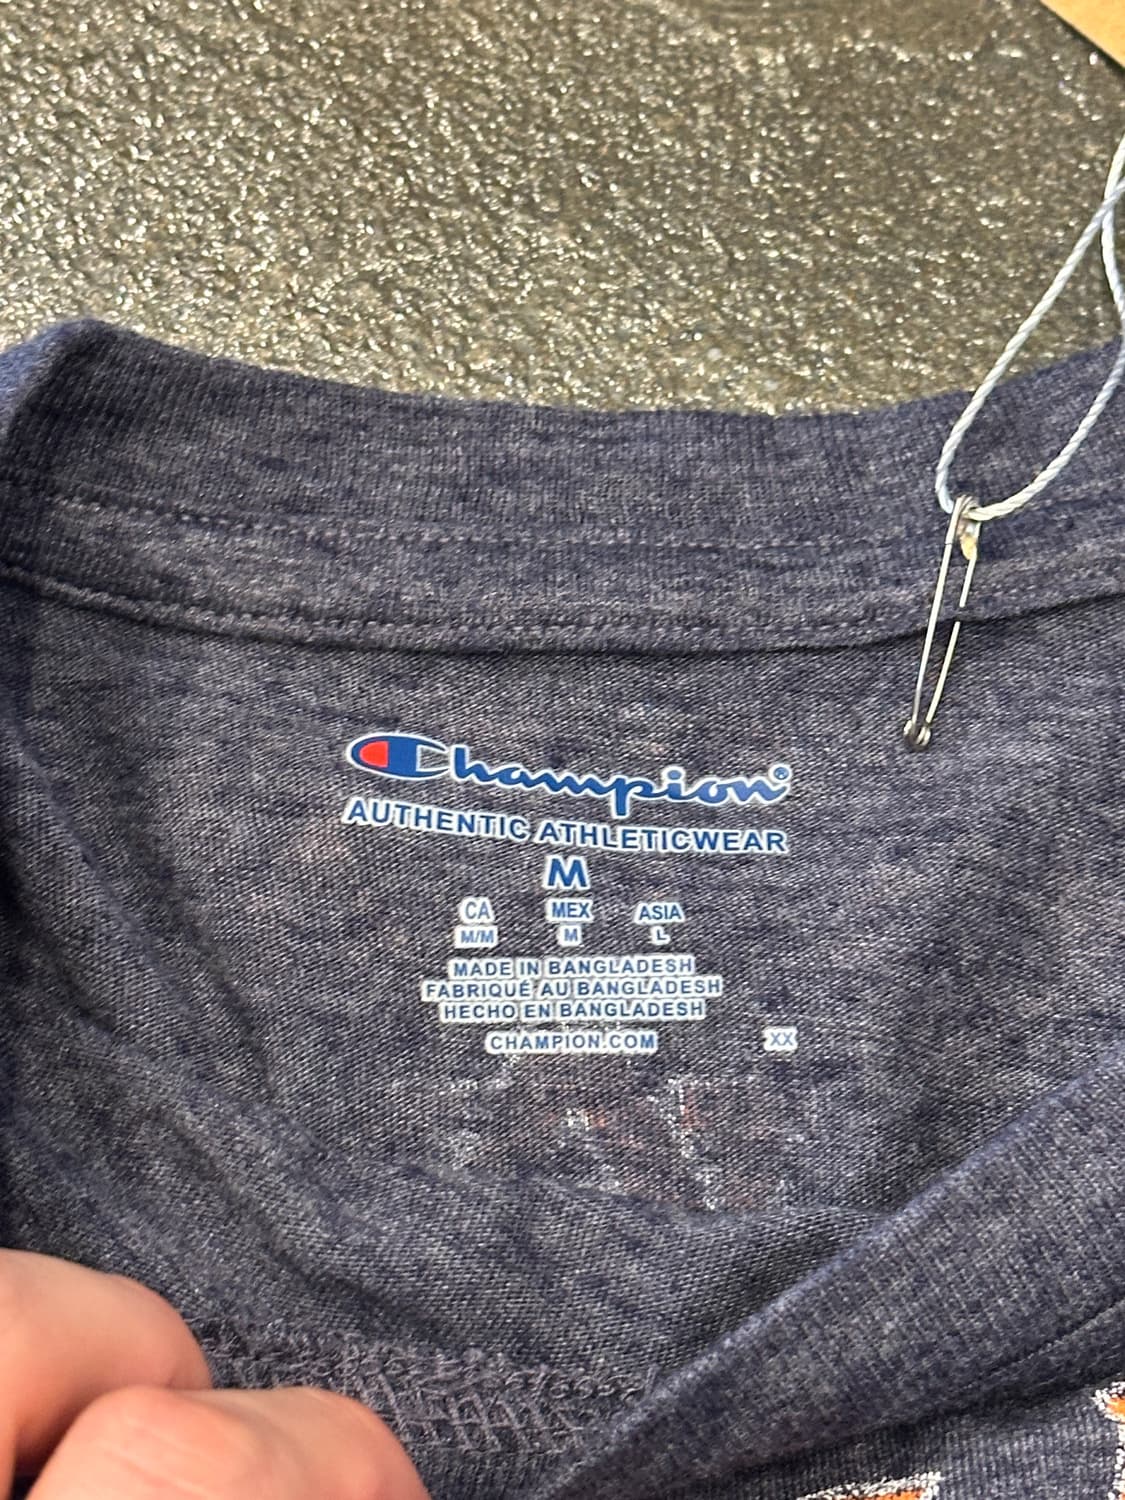 Champion®
AUTHENTIC ATHLETICWEAR
M
CA MEX ASIA
M/M M L
MADE IN BANGLADESH
FABRIQUÉ AU BANGLADESH
HECHO EN BANGLADESH
CHAMPION.COM XX